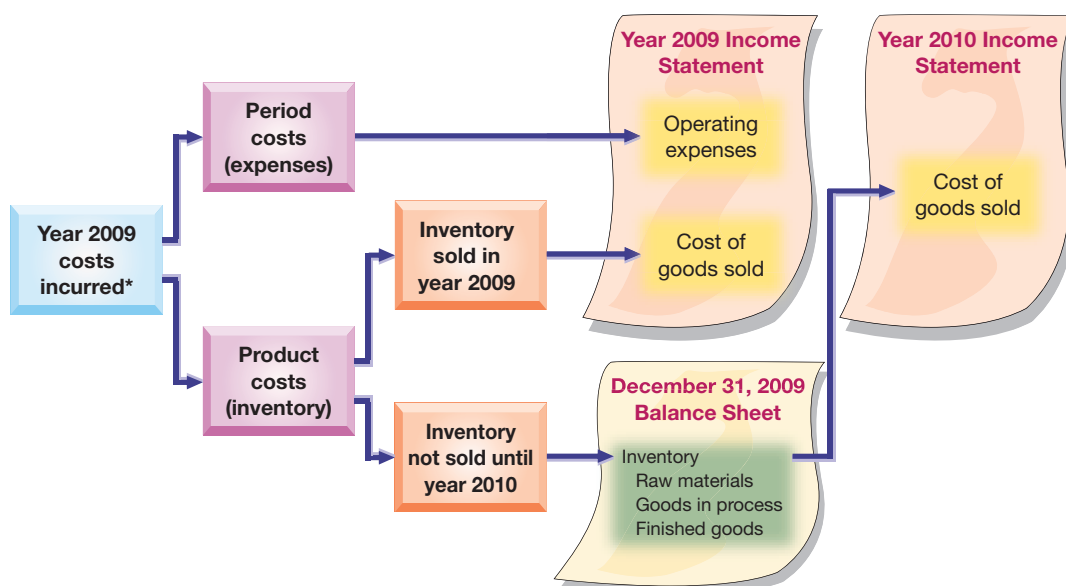 Year 2009 Income
Statement
Year 2010 Income
Statement
Period
costs
(expenses)
Operating
expenses
Cost of
goods sold
Year 2009
costs
incurred*
Inventory
sold in
year 2009
Cost of
goods sold
Product
costs
(inventory)
December 31, 2009
Balance Sheet
Inventory
not sold until
year 2010
Inventory
Raw materials
Goods in process
Finished goods